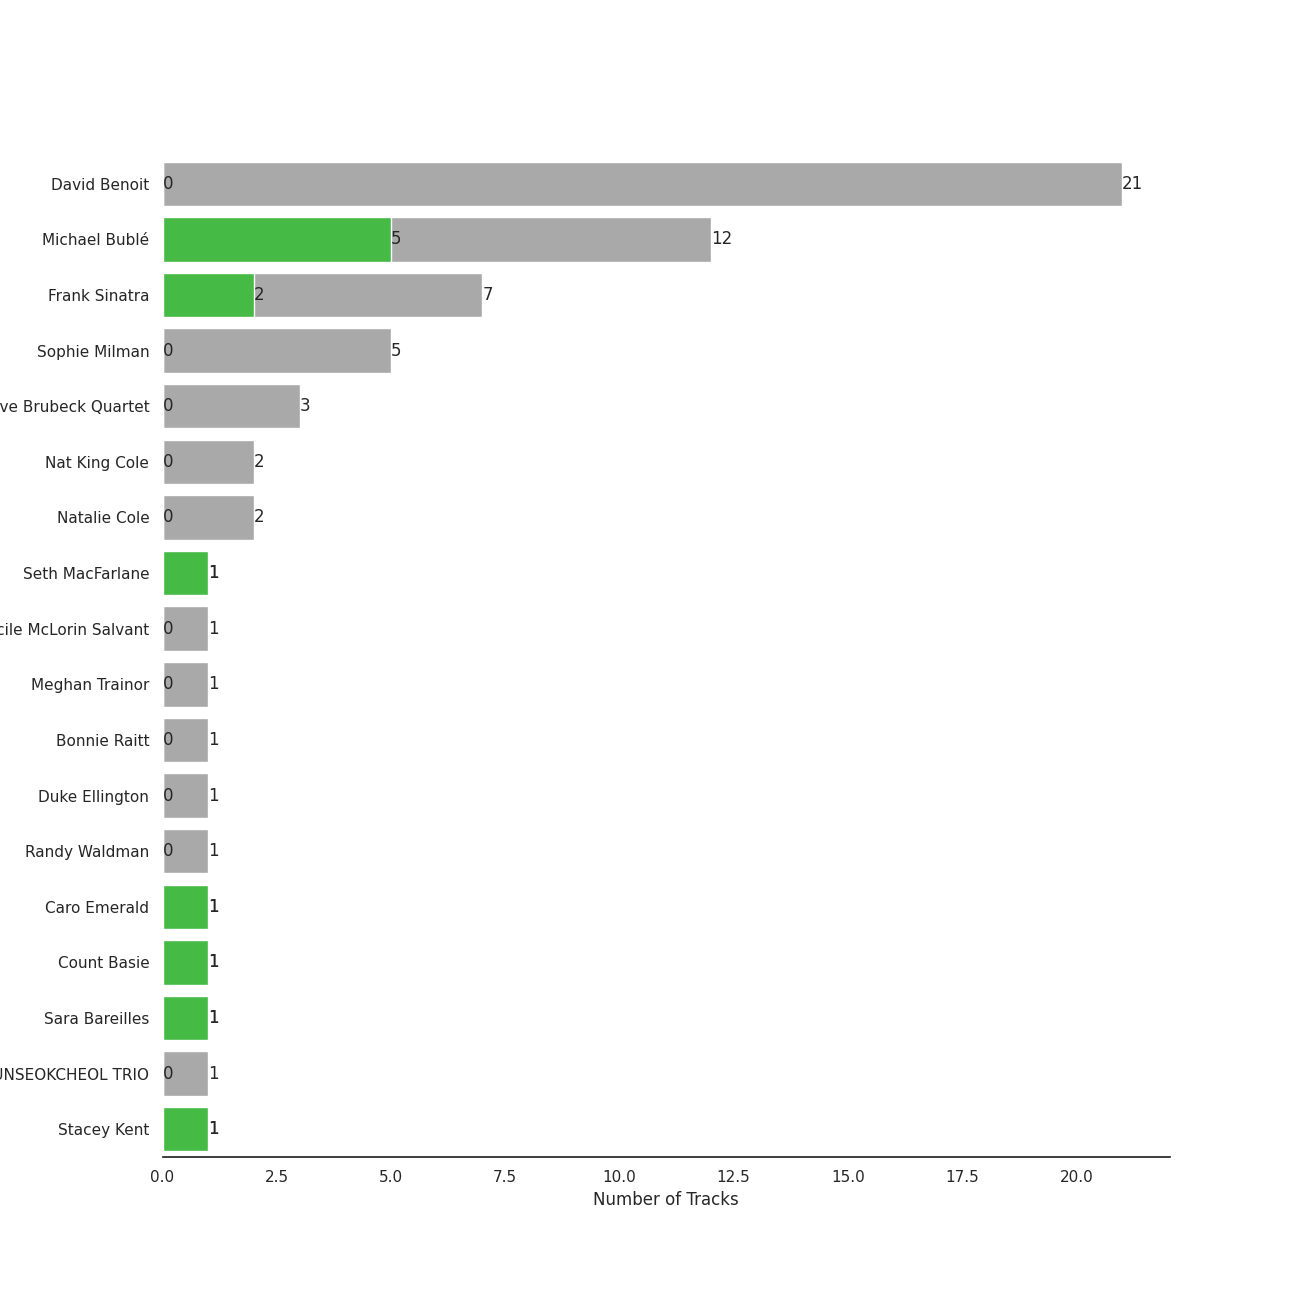 David Benoit 0 21
Michael Bublé 5 12
Frank Sinatra 2 7
Sophie Milman 0 5
Brubeck Quartet 0 3
Nat King Cole 0 2
Natalie Cole 0 2
Seth MacFarlane 1
McLorin Salvant 0 1
Meghan Trainor 0 1
Bonnie Raitt 0 1
Duke Ellington 0 1
Randy Waldman 0 1
Caro Emerald 1
Count Basie 1
Sara Bareilles 1
TRIO 0 1
Stacey Kent 1
0.0 2.5 5.0 7.5 10.0 12.5 15.0 17.5 20.0
Number of Tracks